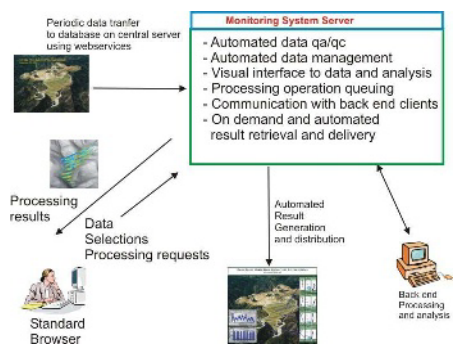 Periodic data tranfer
to database on central server
using webservices
Monitoring System Server
- Automated data qa/qc
- Automated data management
- Visual interface to data and analysis
- Processing operation queuing
- Communication with back end clients
- On demand and automated
result retrieval and delivery
Processing
results
Data
Selections
Processing requests
Automated
Result
Generation
and distribution
Standard
Browser
Back end
Processing
and analysis